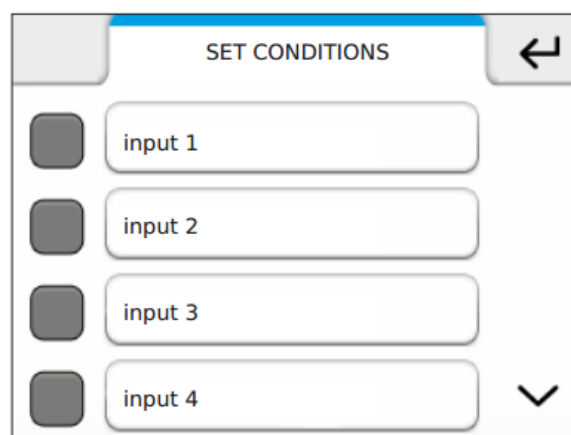 SET CONDITIONS
input 1
input 2
input 3
input 4